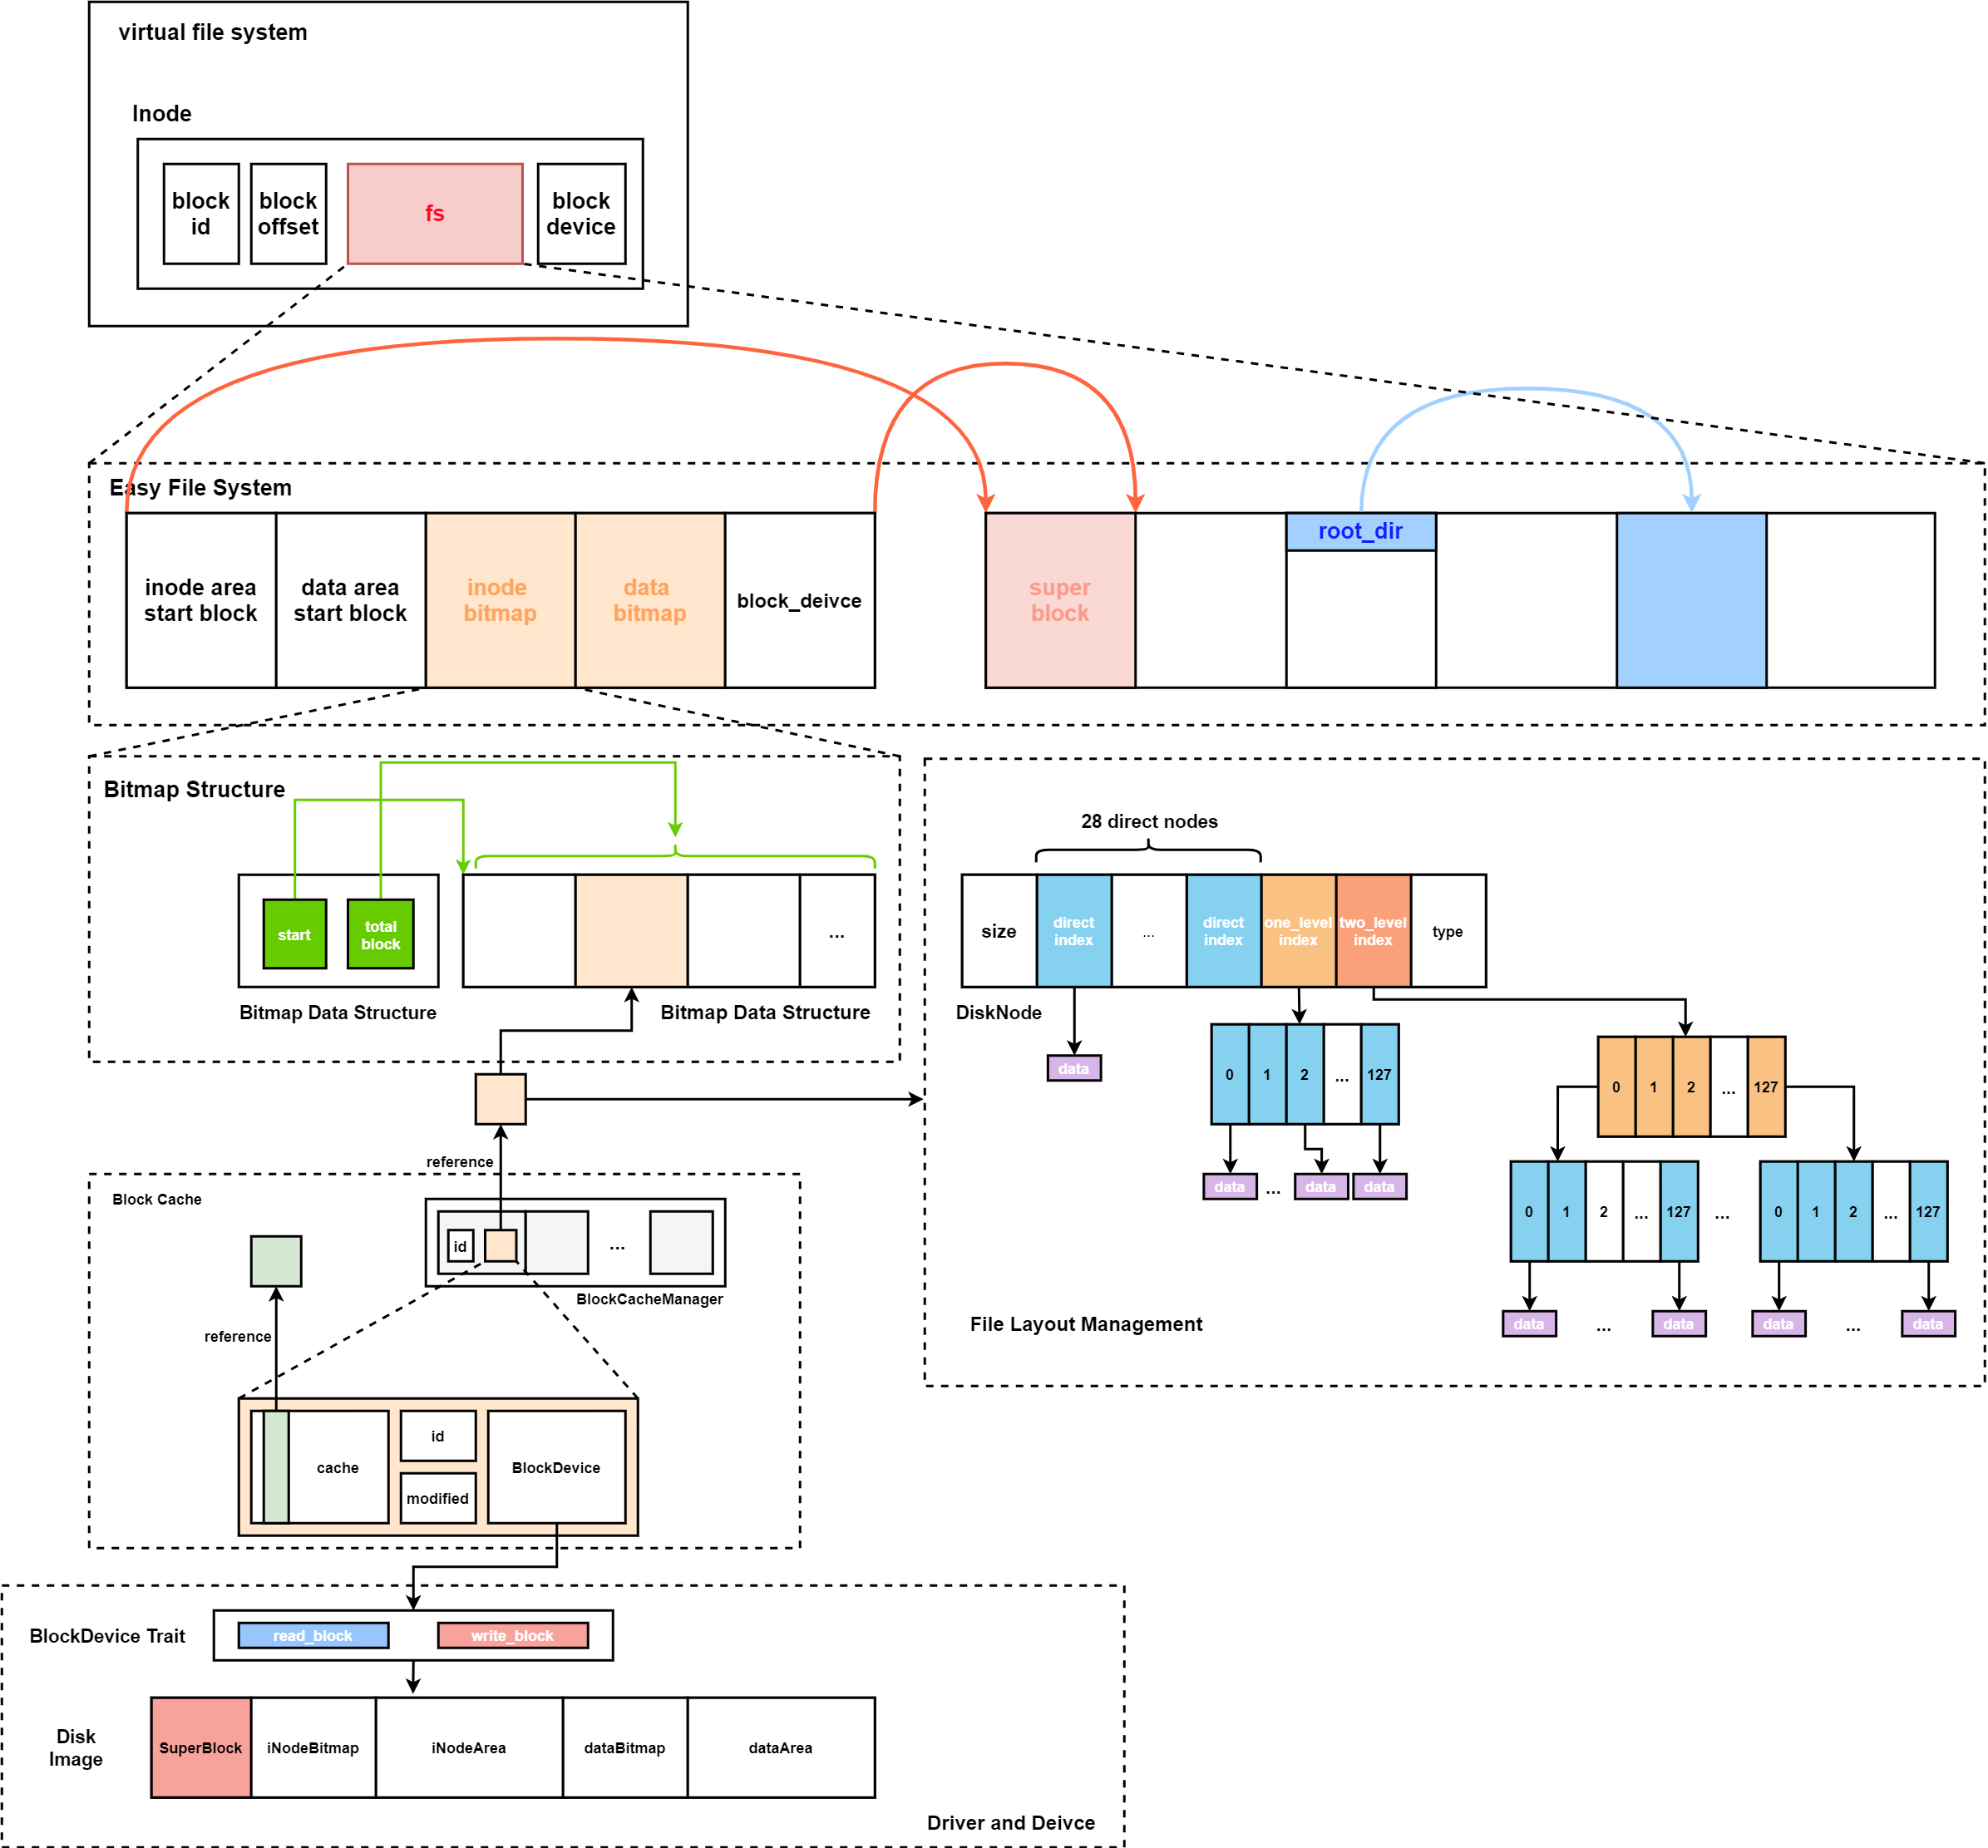 virtual file system
Inode
block
id
block
offset
fs
block
device
Easy File System
inode area
start block
data area
start block
inode
bitmap
data
bitmap
block_deivce
super
block
root_dir
Bitmap Structure
start
total
block
...
Bitmap Data Structure
Bitmap Data Structure
28 direct nodes
size
direct
index
...
direct
index
one_level
index
two_level
index
type
DiskNode
data
0 1 2 ... 127
data ... data data
0 1 2 ... 127
0 1 2 ... 127 ... 0 1 2 ... 127
data ... data data ... data
File Layout Management
reference
Block Cache
id
...
BlockCacheManager
reference
cache
id
modified
BlockDevice
BlockDevice Trait
read_block
write_block
Disk
Image
SuperBlock
iNodeBitmap
iNodeArea
dataBitmap
dataArea
Driver and Deivce